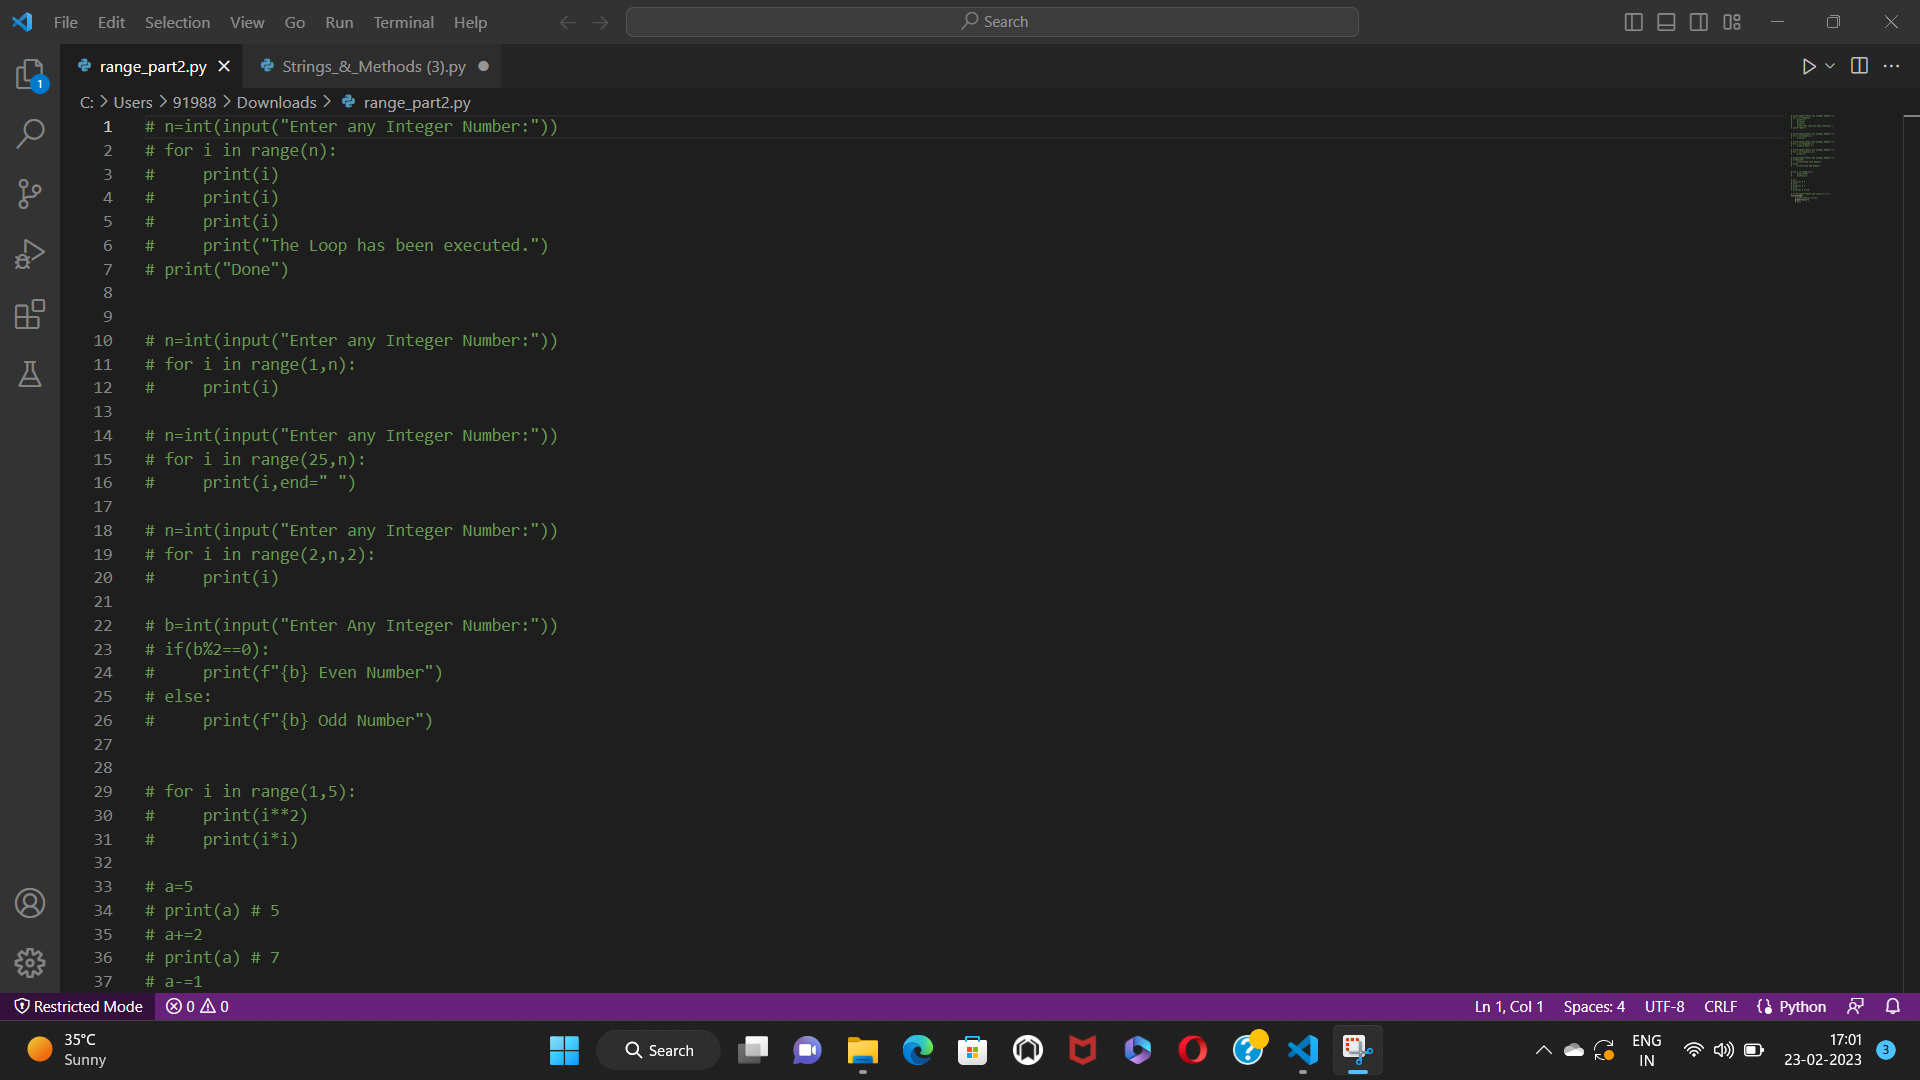 File Edit Selection View Go Run Terminal Help Search
1 range_part2.py Strings_&_Methods (3).py
C: > Users > 91988 > Downloads > range_part2.py
1 # n=int(input("Enter any Integer Number:"))
2 # for i in range(n):
3 #     print(i)
4 #     print(i)
5 #     print(i)
6 #     print("The Loop has been executed.")
7 # print("Done")
8
9
10 # n=int(input("Enter any Integer Number:"))
11 # for i in range(1,n):
12 #     print(i)
13
14 # n=int(input("Enter any Integer Number:"))
15 # for i in range(25,n):
16 #     print(i,end=" ")
17
18 # n=int(input("Enter any Integer Number:"))
19 # for i in range(2,n,2):
20 #     print(i)
21
22 # b=int(input("Enter Any Integer Number:"))
23 # if(b%2==0):
24 #     print(f"{b} Even Number")
25 # else:
26 #     print(f"{b} Odd Number")
27
28
29 # for i in range(1,5):
30 #     print(i**2)
31 #     print(i*i)
32
33 # a=5
34 # print(a) # 5
35 # a+=2
36 # print(a) # 7
37 # a-=1
Restricted Mode 0 0 Ln 1, Col 1 Spaces: 4 UTF-8 CRLF Python
35°C
Sunny
Search
ENG
IN
17:01
23-02-2023
3